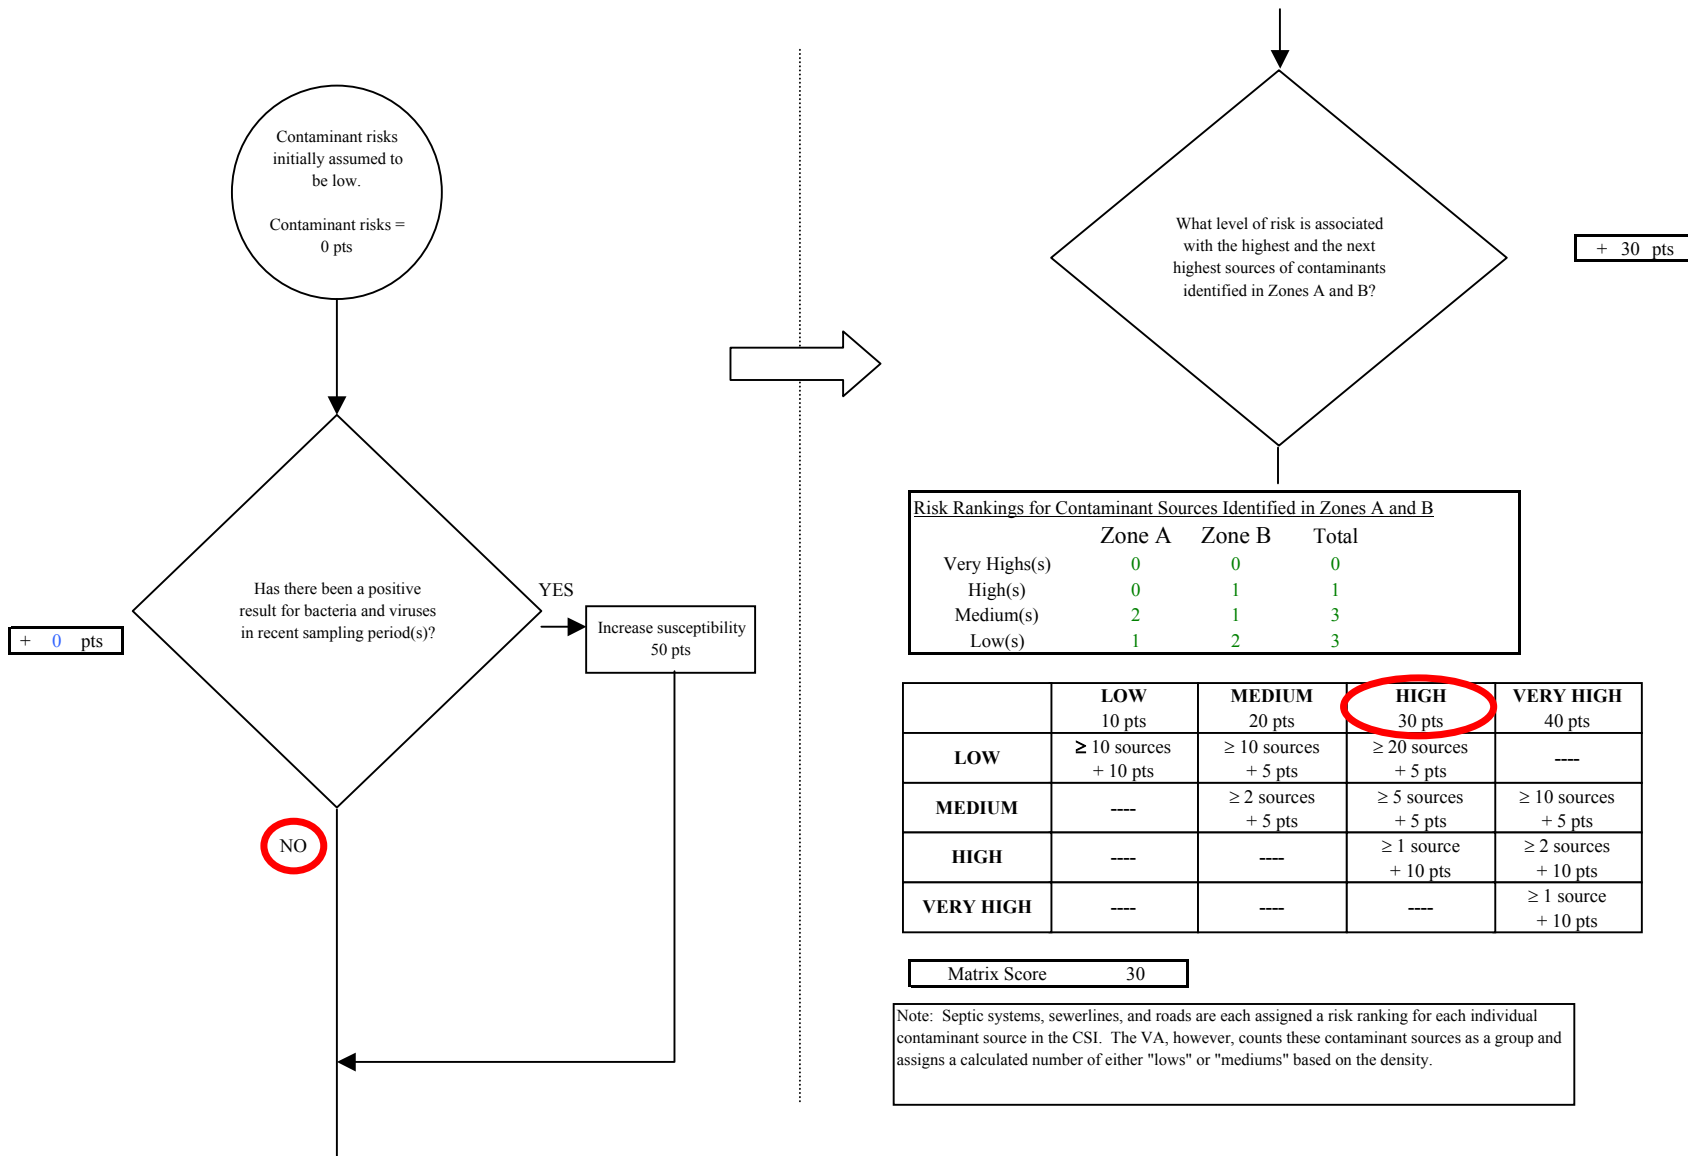 Contaminant risks
initially assumed to
be low.
Contaminant risks =
0 pts
Has there been a positive
result for bacteria and viruses
in recent sampling period(s)?
+ 0 pts
YES
Increase susceptibility
50 pts
NO
What level of risk is associated
with the highest and the next
highest sources of contaminants
identified in Zones A and B?
+ 30 pts
Risk Rankings for Contaminant Sources Identified in Zones A and B
Zone A Zone B Total
Very Highs(s) 0 0 0
High(s) 0 1 1
Medium(s) 2 1 3
Low(s) 1 2 3
LOW MEDIUM HIGH VERY HIGH
10 pts 20 pts 30 pts 40 pts
LOW ≥ 10 sources ≥ 10 sources ≥ 20 sources ----
+ 10 pts + 5 pts + 5 pts
MEDIUM ---- ≥ 2 sources ≥ 5 sources ≥ 10 sources
+ 5 pts + 5 pts + 5 pts
HIGH ---- ---- ≥ 1 source ≥ 2 sources
+ 10 pts + 10 pts
VERY HIGH ---- ---- ---- ≥ 1 source
+ 10 pts
Matrix Score 30
Note: Septic systems, sewerlines, and roads are each assigned a risk ranking for each individual
contaminant source in the CSI. The VA, however, counts these contaminant sources as a group and
assigns a calculated number of either "lows" or "mediums" based on the density.